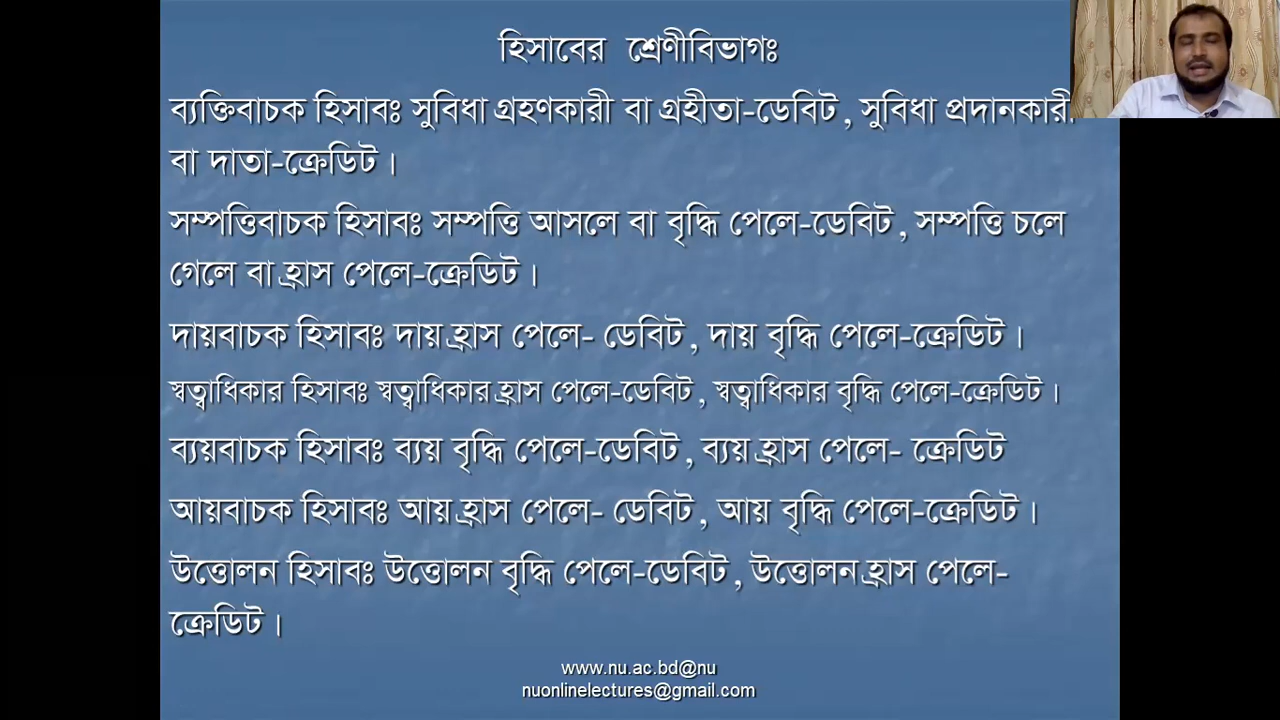 হিসাবের শ্রেণীবিভাগঃ
ব্যক্তিবাচক হিসাবঃ সুবিধা গ্রহণকারী বা গ্রহীতা-ডেবিট, সুবিধা প্রদানকারী
বা দাতা-ক্রেডিট।
সম্পত্তিবাচক হিসাবঃ সম্পত্তি আসলে বা বৃদ্ধি পেলে-ডেবিট, সম্পত্তি চলে
গেলে বা হ্রাস পেলে-ক্রেডিট।
দায়বাচক হিসাবঃ দায় হ্রাস পেলে- ডেবিট, দায় বৃদ্ধি পেলে-ক্রেডিট।
স্বত্বাধিকার হিসাবঃ স্বত্বাধিকার হ্রাস পেলে-ডেবিট, স্বত্বাধিকার বৃদ্ধি পেলে-ক্রেডিট।
ব্যয়বাচক হিসাবঃ ব্যয় বৃদ্ধি পেলে-ডেবিট, ব্যয় হ্রাস পেলে- ক্রেডিট
আয়বাচক হিসাবঃ আয় হ্রাস পেলে- ডেবিট, আয় বৃদ্ধি পেলে-ক্রেডিট।
উত্তোলন হিসাবঃ উত্তোলন বৃদ্ধি পেলে-ডেবিট, উত্তোলন হ্রাস পেলে-
ক্রেডিট।
www.nu.ac.bd@nu
nuonlinelectures@gmail.com